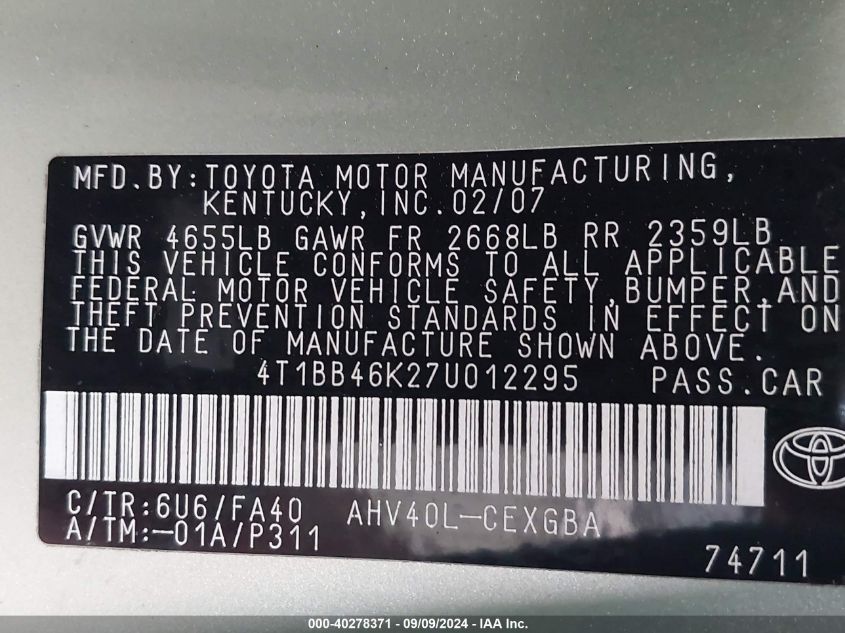 MFD.BY:TOYOTA MOTOR MANUFACTURING,
KENTUCKY,INC.02/07
GVWR 4655LB GAWR FR 2668LB RR 2359LB
THIS VEHICLE CONFORMS TO ALL APPLICABLE
FEDERAL MOTOR VEHICLE SAFETY,BUMPER,AND
THEFT PREVENTION STANDARDS IN EFFECT ON
THE DATE OF MANUFACTURE SHOWN ABOVE.
4T1BB46K27U012295 PASS.CAR
C/TR:6U6/FA40 AHV40L-CEXGBA
A/TM:-01A/P311
74711
000-40278371 - 09/09/2024 - IAA Inc.